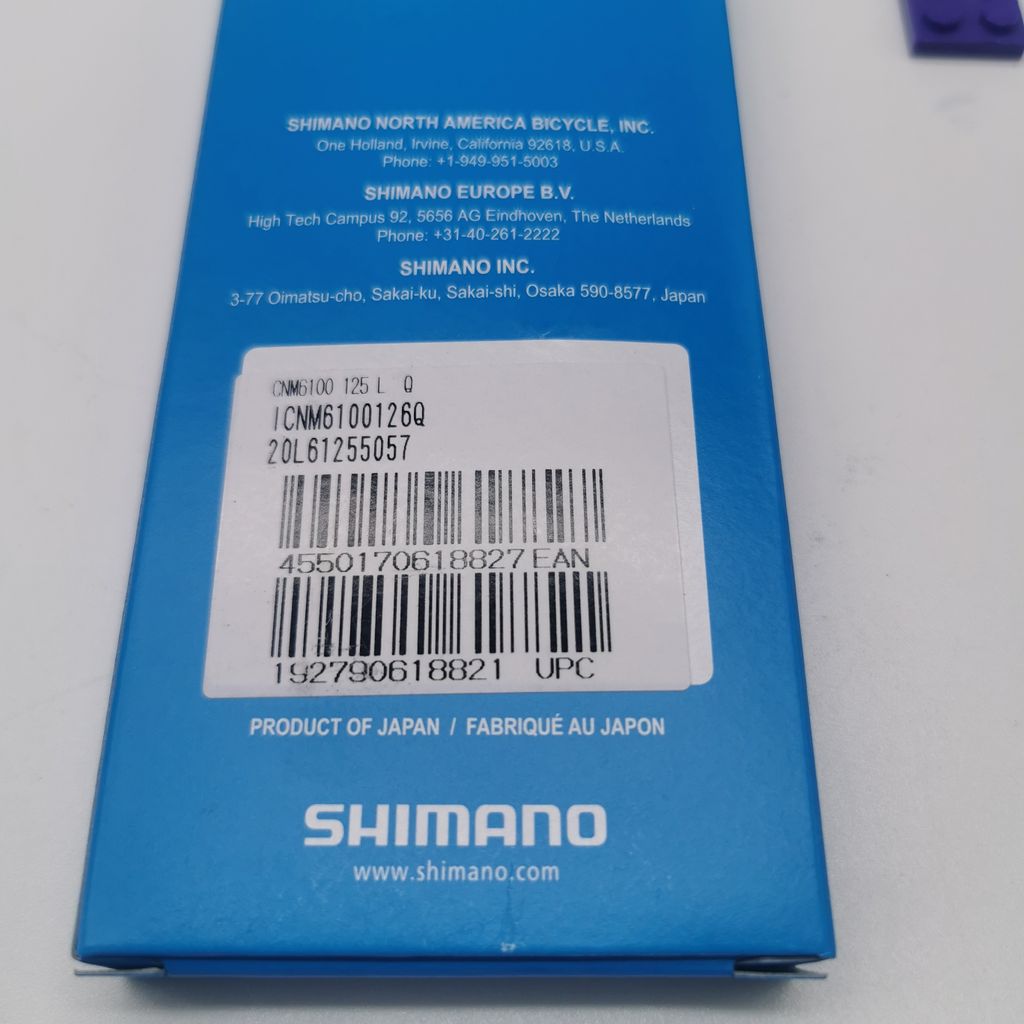 SHIMANO NORTH AMERICA BICYCLE, INC.
One Holland, Irvine, California 92618, U.S.A.
Phone: +1-949-951-5003
SHIMANO EUROPE B.V.
High Tech Campus 92, 5656 AG Eindhoven, The Netherlands
Phone: +31-40-261-2222
SHIMANO INC.
3-77 Oimatsu-cho, Sakai-ku, Sakai-shi, Osaka 590-8577, Japan
CNM6100 125 L Q
ICNM6100126Q
20L61255057
4550170618827 EAN
192790618821 UPC
PRODUCT OF JAPAN / FABRIQUÉ AU JAPON
SHIMANO
www.shimano.com